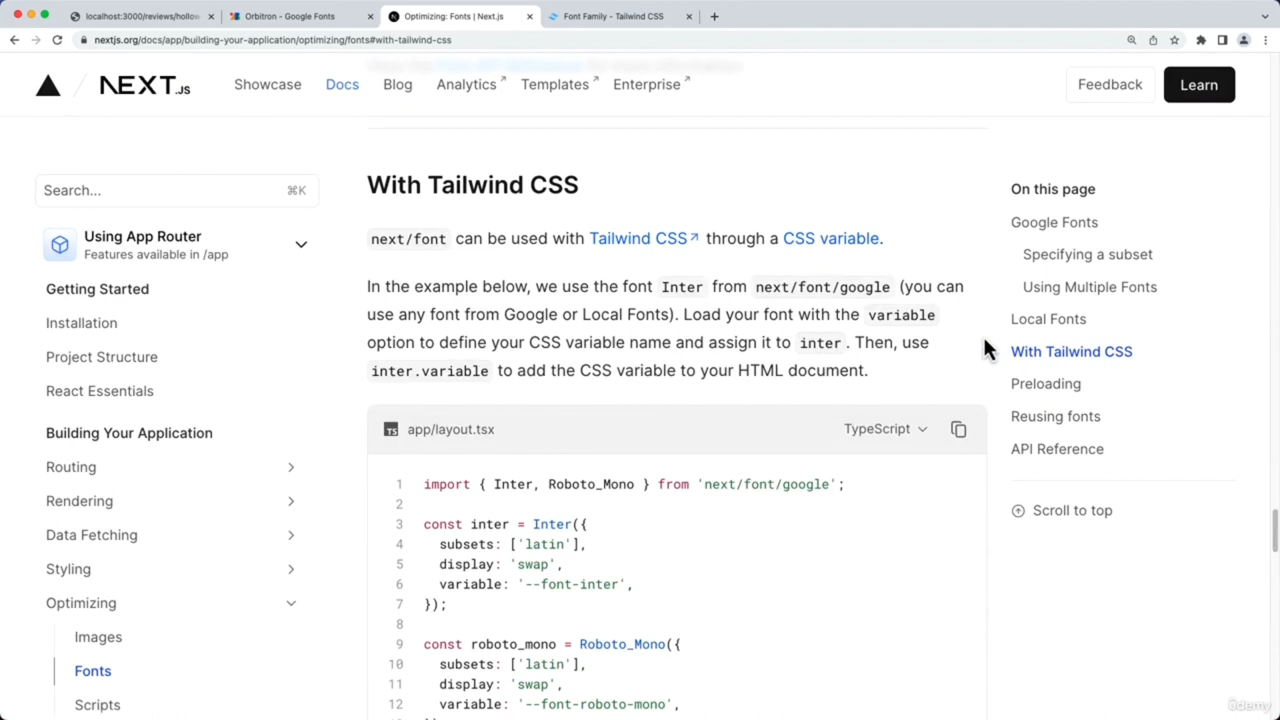 localhost:3000/reviews/hollow
Orbitron - Google Fonts
Optimizing: Fonts | Next.js
Font Family - Tailwind CSS
nextjs.org/docs/app/building-your-application/optimizing/fonts#with-tailwind-css
NEXT.JS
Showcase
Docs
Blog
Analytics
Templates
Enterprise
Feedback
Learn
Search...
⌘K
Using App Router
Features available in /app
Getting Started
Installation
Project Structure
React Essentials
Building Your Application
Routing
Rendering
Data Fetching
Styling
Optimizing
Images
Fonts
Scripts
With Tailwind CSS
next/font can be used with Tailwind CSS↗ through a CSS variable.
In the example below, we use the font Inter from next/font/google (you can
use any font from Google or Local Fonts). Load your font with the variable
option to define your CSS variable name and assign it to inter. Then, use
inter.variable to add the CSS variable to your HTML document.
TS app/layout.tsx
TypeScript
1 import { Inter, Roboto_Mono } from 'next/font/google';
2
3 const inter = Inter({
4 subsets: ['latin'],
5 display: 'swap',
6 variable: '--font-inter',
7 });
8
9 const roboto_mono = Roboto_Mono({
10 subsets: ['latin'],
11 display: 'swap',
12 variable: '--font-roboto-mono',
On this page
Google Fonts
Specifying a subset
Using Multiple Fonts
Local Fonts
With Tailwind CSS
Preloading
Reusing fonts
API Reference
Scroll to top
ûdemy